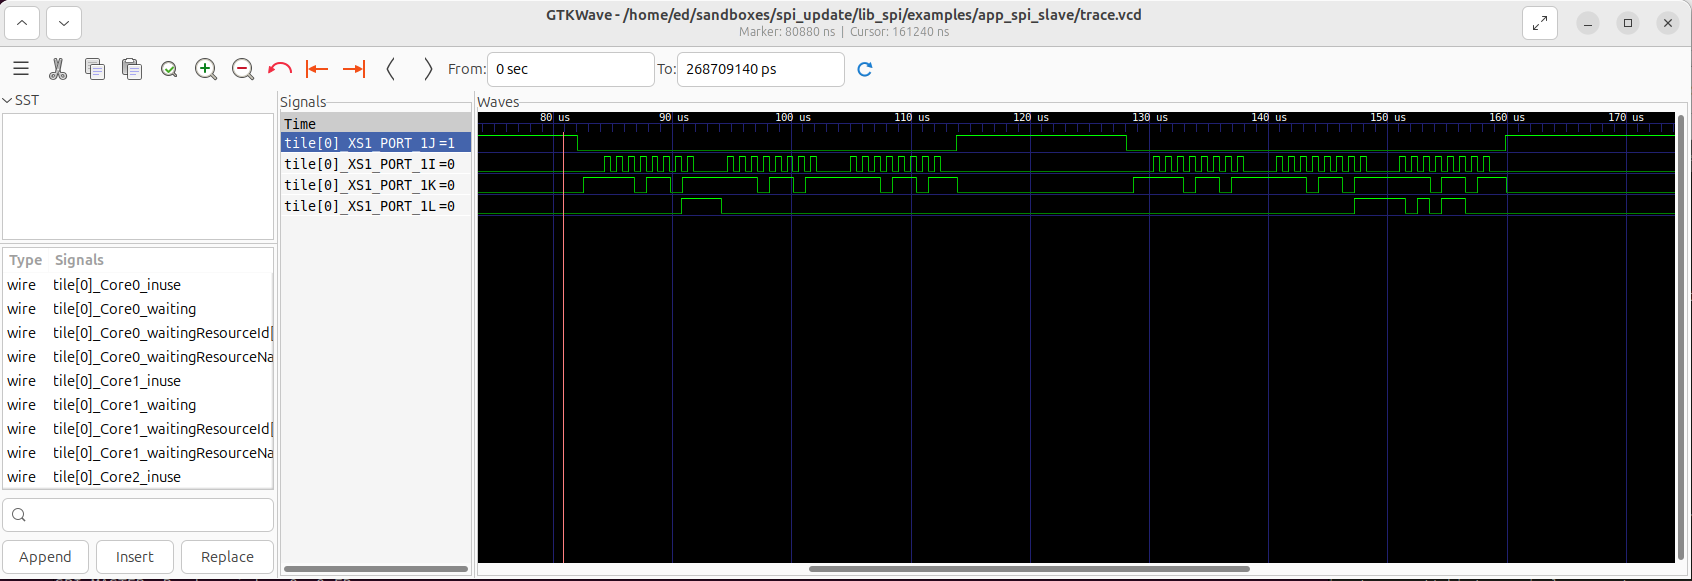 GTKWave - /home/ed/sandboxes/spi_update/lib_spi/examples/app_spi_slave/trace.vcd
Marker: 80880 ns | Cursor: 161240 ns
From: 0 sec To: 268709140 ps
SST
Signals
Waves
Time
80 us 90 us 100 us 110 us 120 us 130 us 140 us 150 us 160 us 170 us
tile[0]_XS1_PORT_1J=1
tile[0]_XS1_PORT_1I=0
tile[0]_XS1_PORT_1K=0
tile[0]_XS1_PORT_1L=0
Type Signals
wire tile[0]_Core0_inuse
wire tile[0]_Core0_waiting
wire tile[0]_Core0_waitingResourceId[
wire tile[0]_Core0_waitingResourceNa
wire tile[0]_Core1_inuse
wire tile[0]_Core1_waiting
wire tile[0]_Core1_waitingResourceId[
wire tile[0]_Core1_waitingResourceNa
wire tile[0]_Core2_inuse
Append Insert Replace